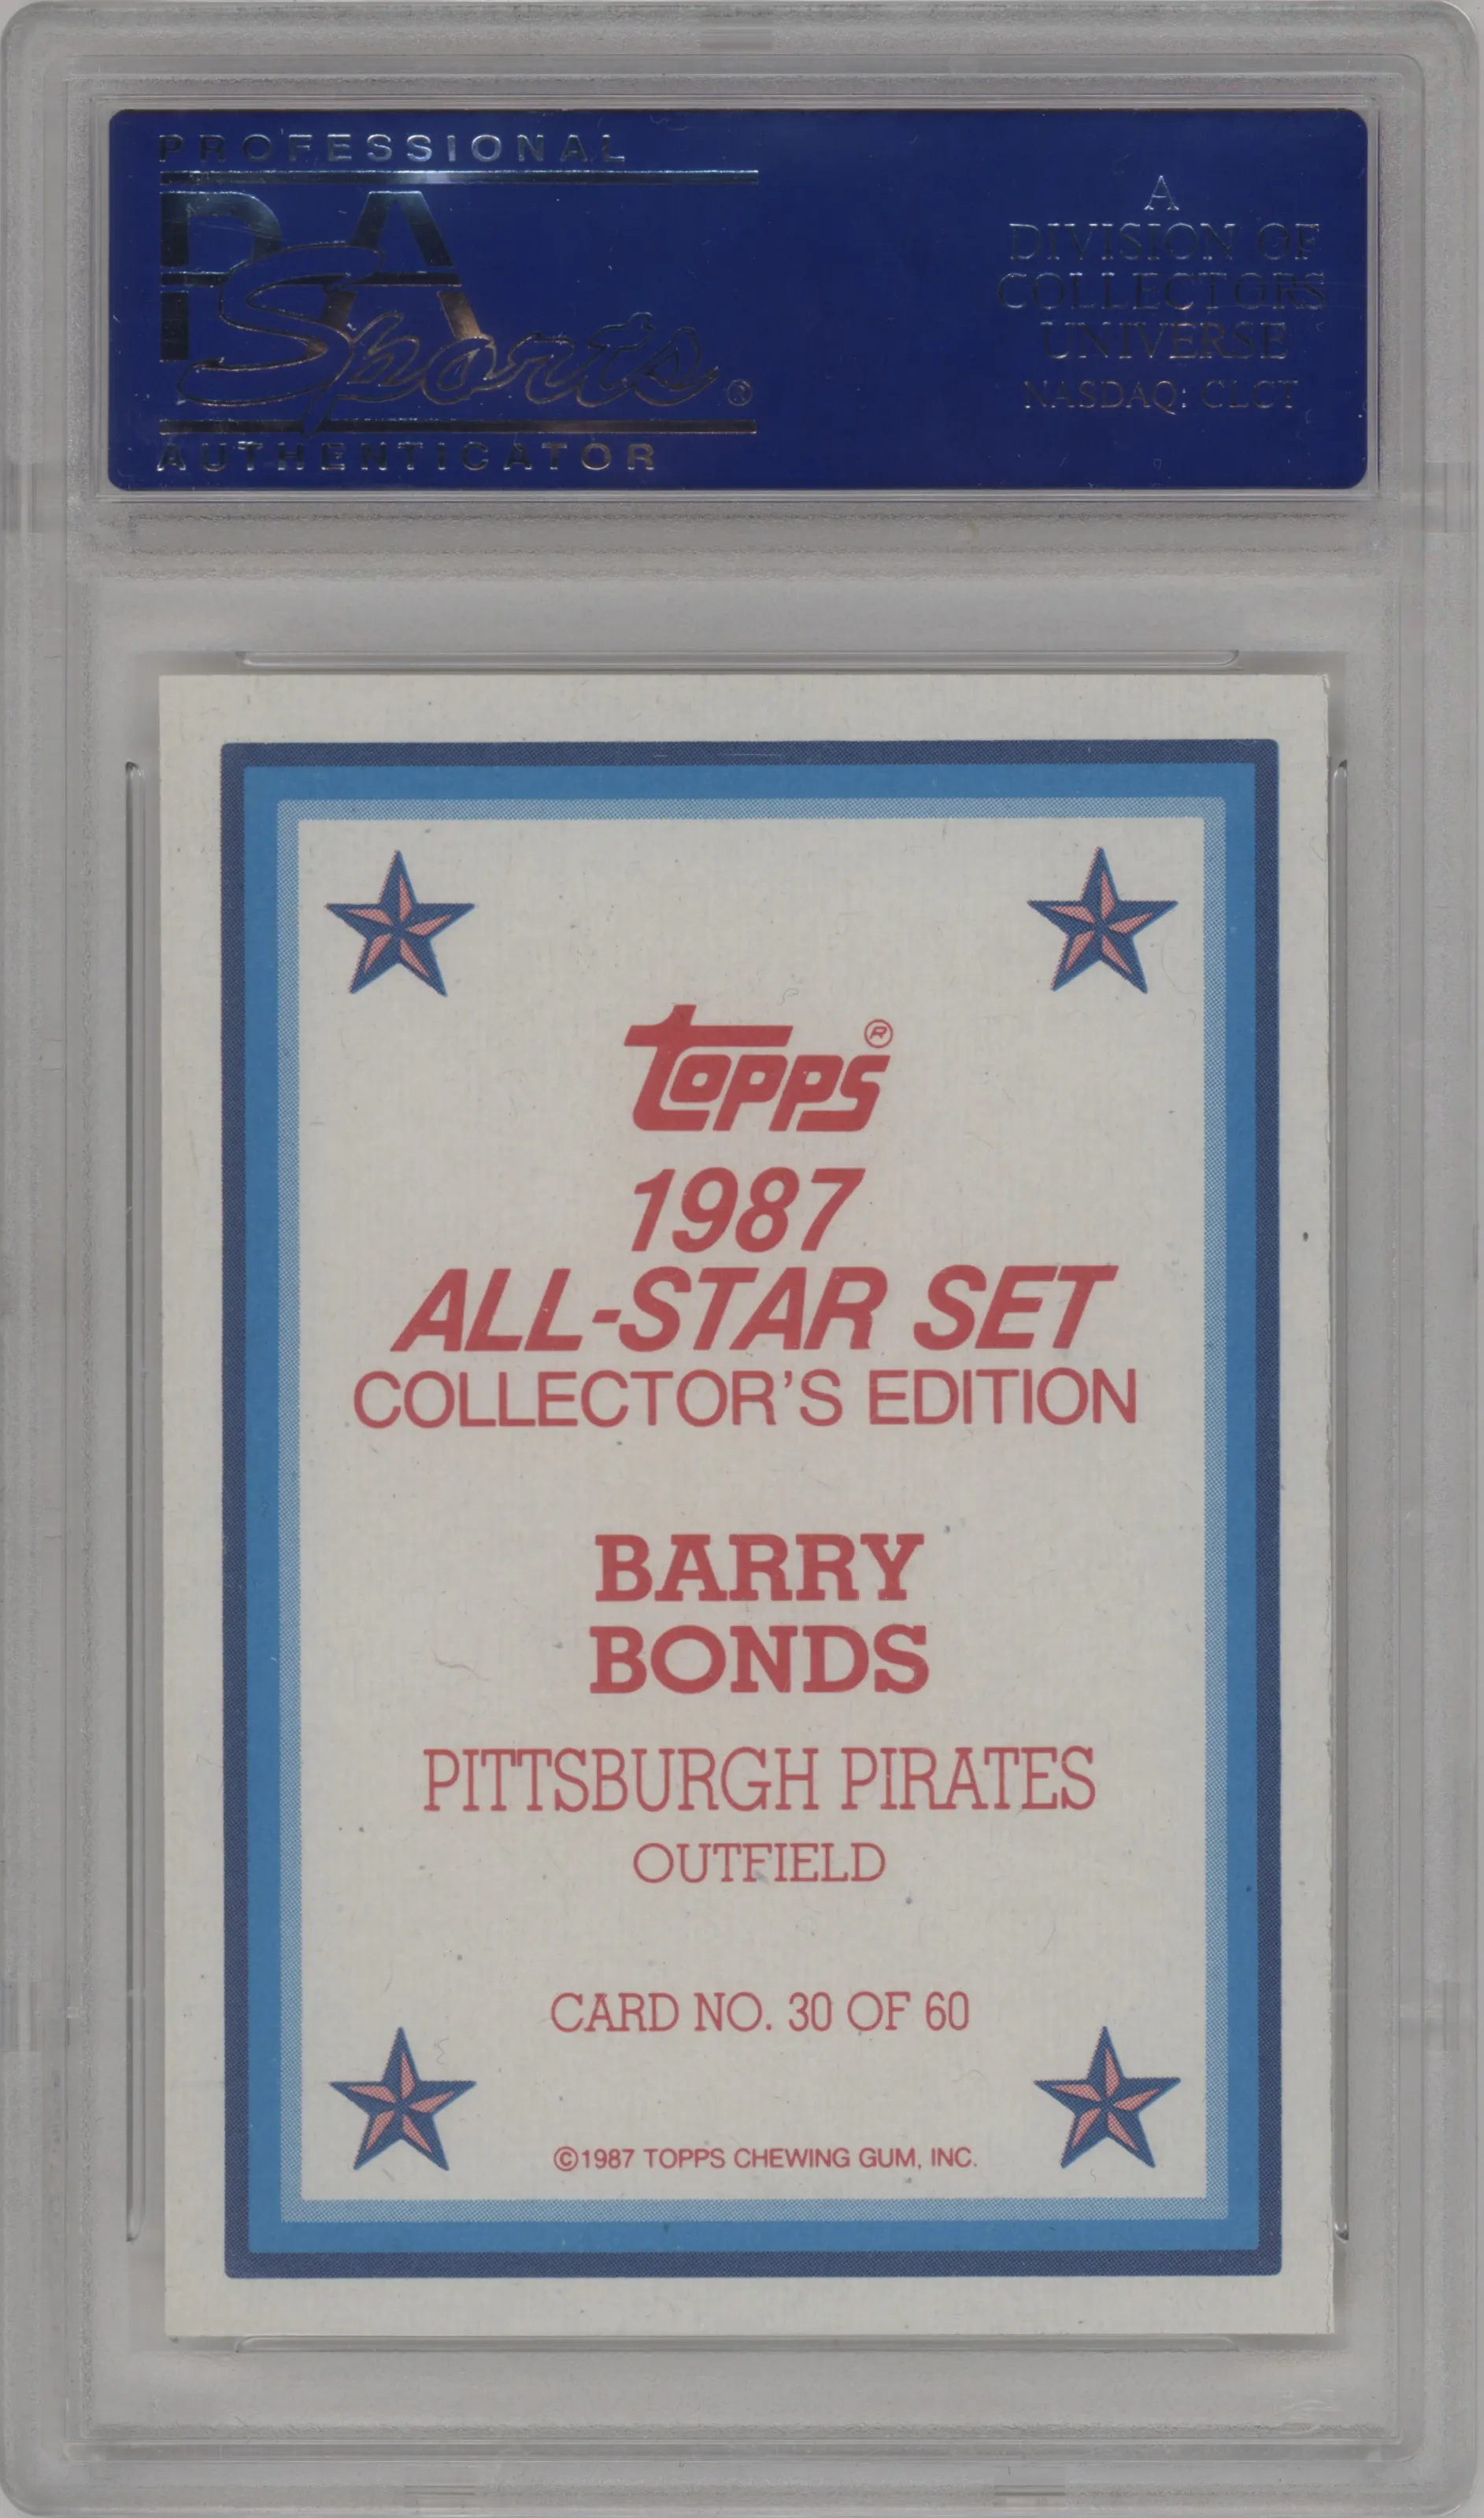 PROFESSIONAL
PSA
Sports®
AUTHENTICATOR
A
DIVISION OF
COLLECTORS
UNIVERSE
NASDAQ: CLCT
topps®
1987
ALL-STAR SET
COLLECTOR'S EDITION
BARRY
BONDS
PITTSBURGH PIRATES
OUTFIELD
CARD NO. 30 OF 60
©1987 TOPPS CHEWING GUM, INC.